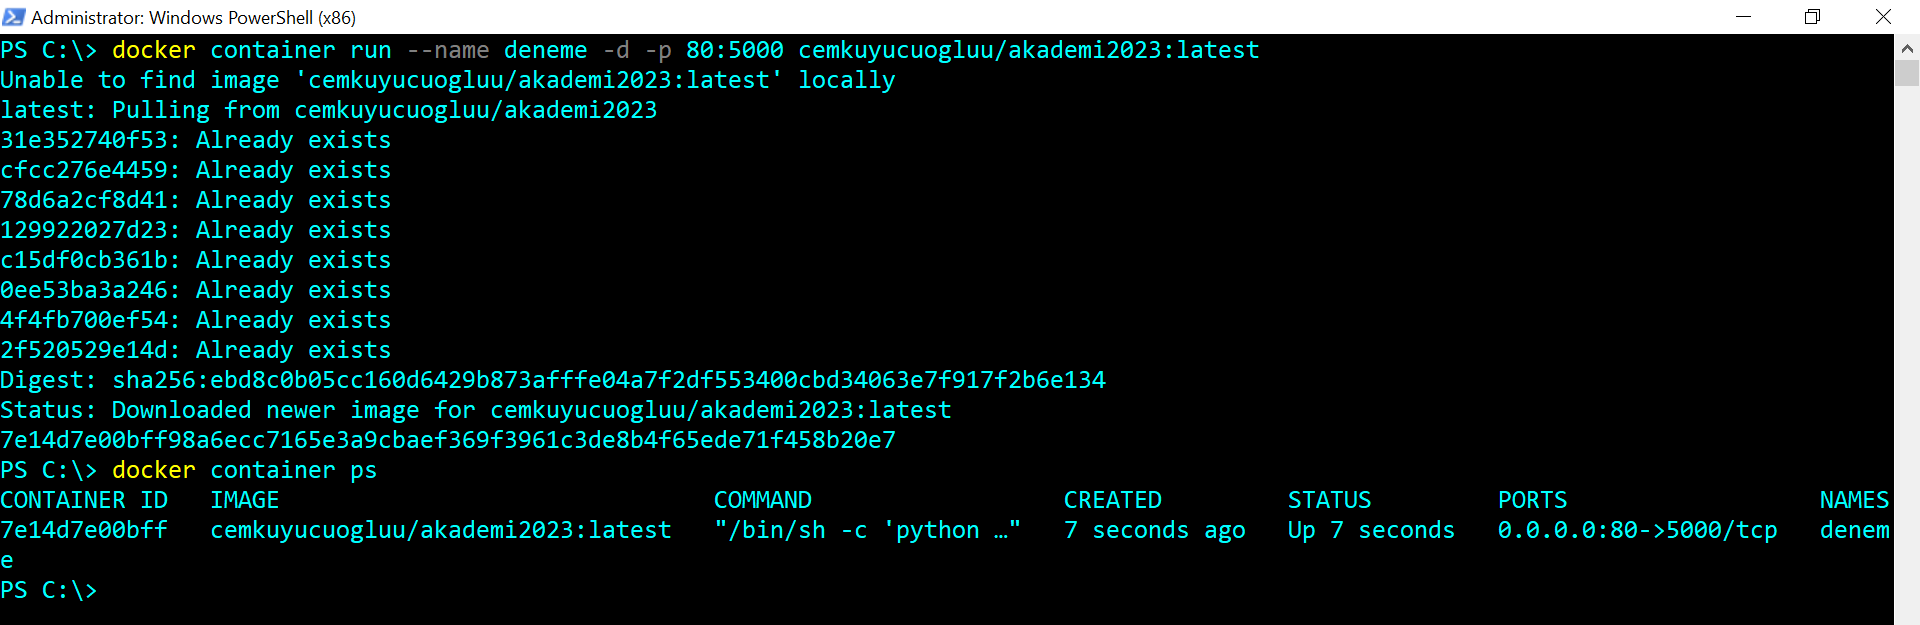 Administrator: Windows PowerShell (x86)
PS C:\> docker container run --name deneme -d -p 80:5000 cemkuyucuogluu/akademi2023:latest
Unable to find image 'cemkuyucuogluu/akademi2023:latest' locally
latest: Pulling from cemkuyucuogluu/akademi2023
31e352740f53: Already exists
cfcc276e4459: Already exists
78d6a2cf8d41: Already exists
129922027d23: Already exists
c15df0cb361b: Already exists
0ee53ba3a246: Already exists
4f4fb700ef54: Already exists
2f520529e14d: Already exists
Digest: sha256:ebd8c0b05cc160d6429b873afffe04a7f2df553400cbd34063e7f917f2b6e134
Status: Downloaded newer image for cemkuyucuogluu/akademi2023:latest
7e14d7e00bff98a6ecc7165e3a9cbaef369f3961c3de8b4f65ede71f458b20e7
PS C:\> docker container ps
CONTAINER ID   IMAGE                               COMMAND                  CREATED         STATUS         PORTS                  NAMES
7e14d7e00bff   cemkuyucuogluu/akademi2023:latest   "/bin/sh -c 'python …"   7 seconds ago   Up 7 seconds   0.0.0.0:80->5000/tcp   denem
e
PS C:\>